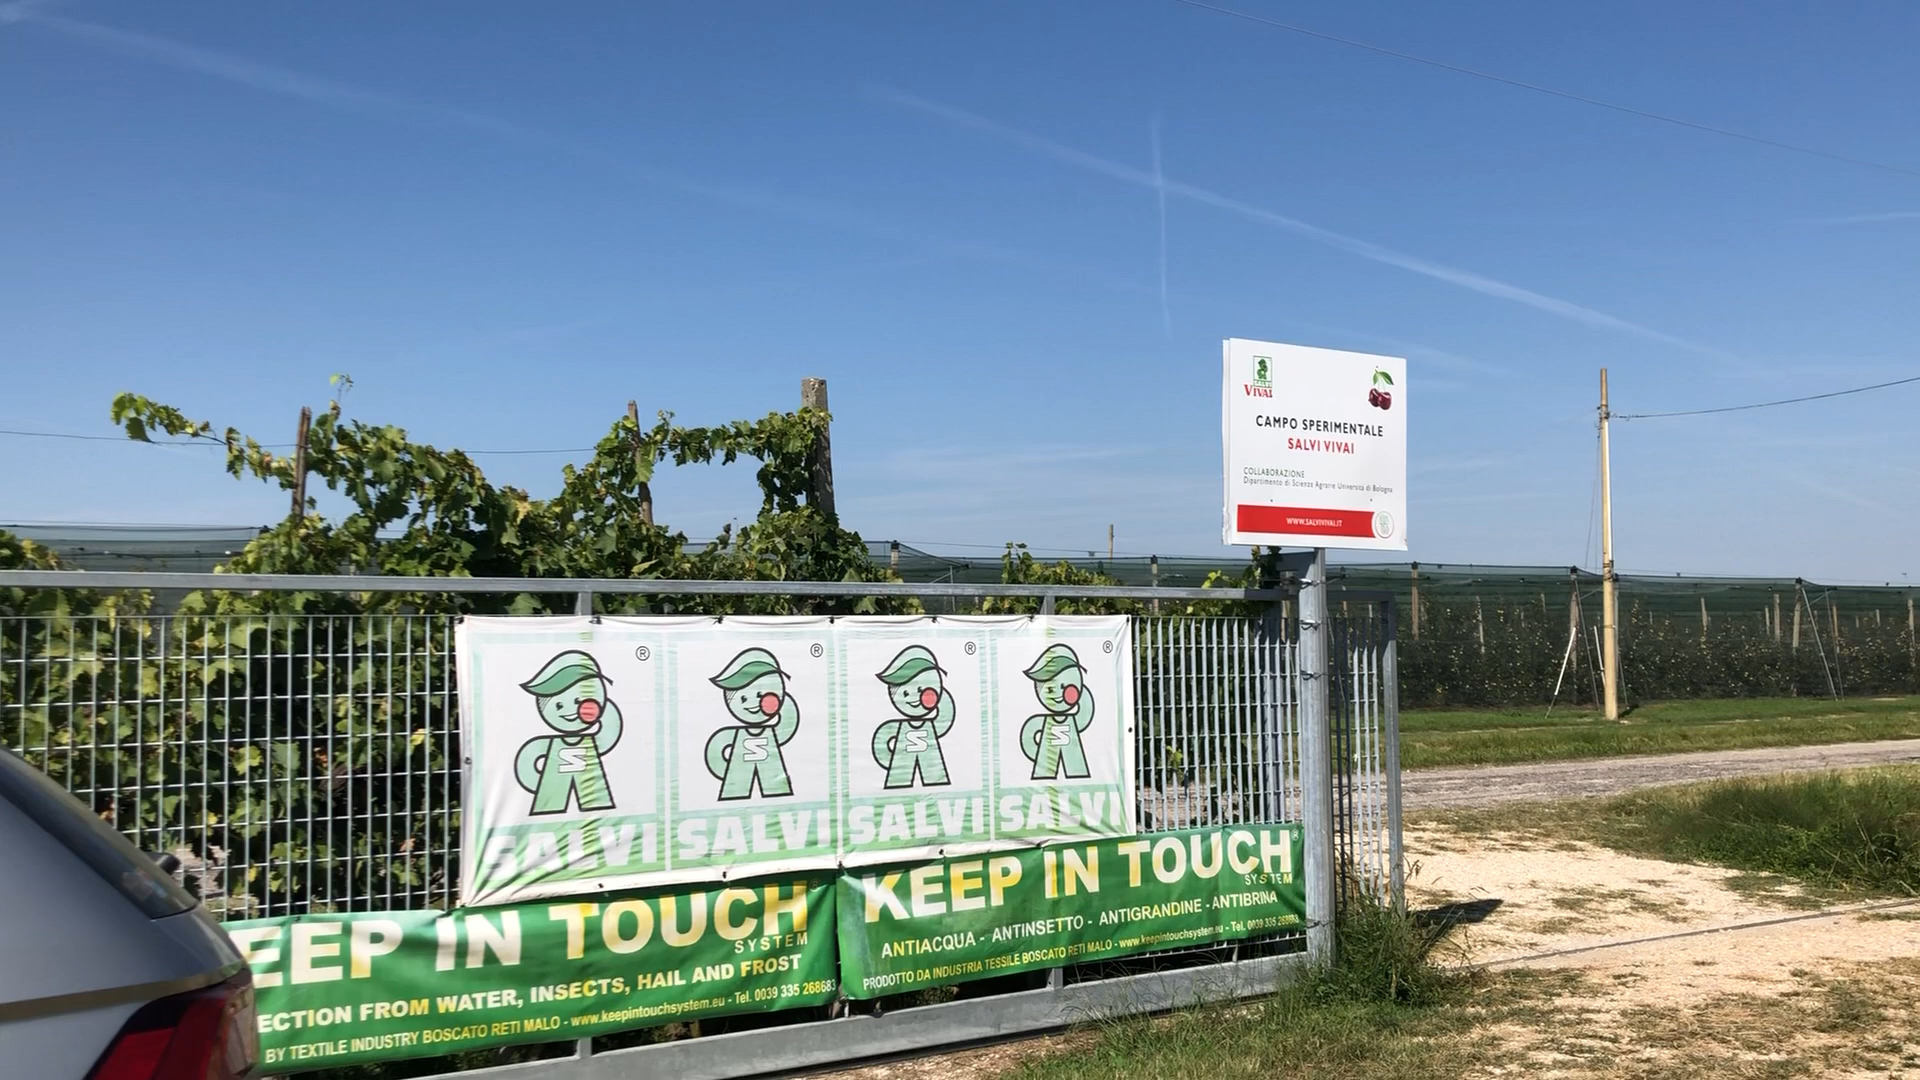 SALVI
VIVAI
CAMPO SPERIMENTALE
SALVI VIVAI
COLLABORAZIONE
Dipartimento di Scienze Agrarie Università di Bologna
WWW.SALVIVIVAI.IT
® ® ® ®
S S S S
SALVI SALVI SALVI SALVI
EEP IN TOUCH
SYSTEM
ECTION FROM WATER, INSECTS, HAIL AND FROST
BY TEXTILE INDUSTRY BOSCATO RETI MALO - www.keepintouchsystem.eu - Tel. 0039 335 268683
KEEP IN TOUCH®
SYSTEM
ANTIACQUA - ANTINSETTO - ANTIGRANDINE - ANTIBRINA
PRODOTTO DA INDUSTRIA TESSILE BOSCATO RETI MALO - www.keepintouchsystem.eu - Tel. 0039 335 268683